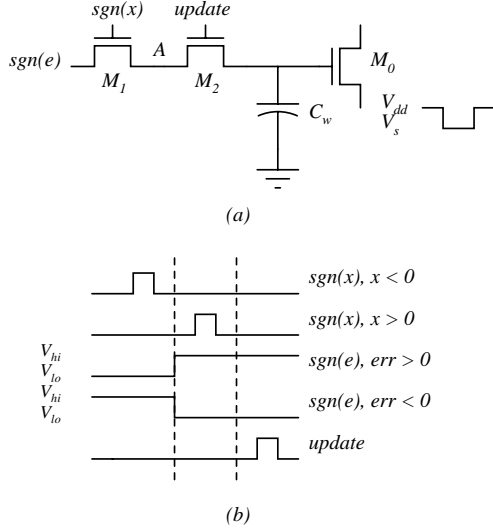 sgn(x) update
sgn(e) A M0
M1 M2
Cw
Vdd
Vs
(a)
sgn(x), x < 0
sgn(x), x > 0
Vhi
Vlo sgn(e), err > 0
Vhi
Vlo sgn(e), err < 0
update
(b)